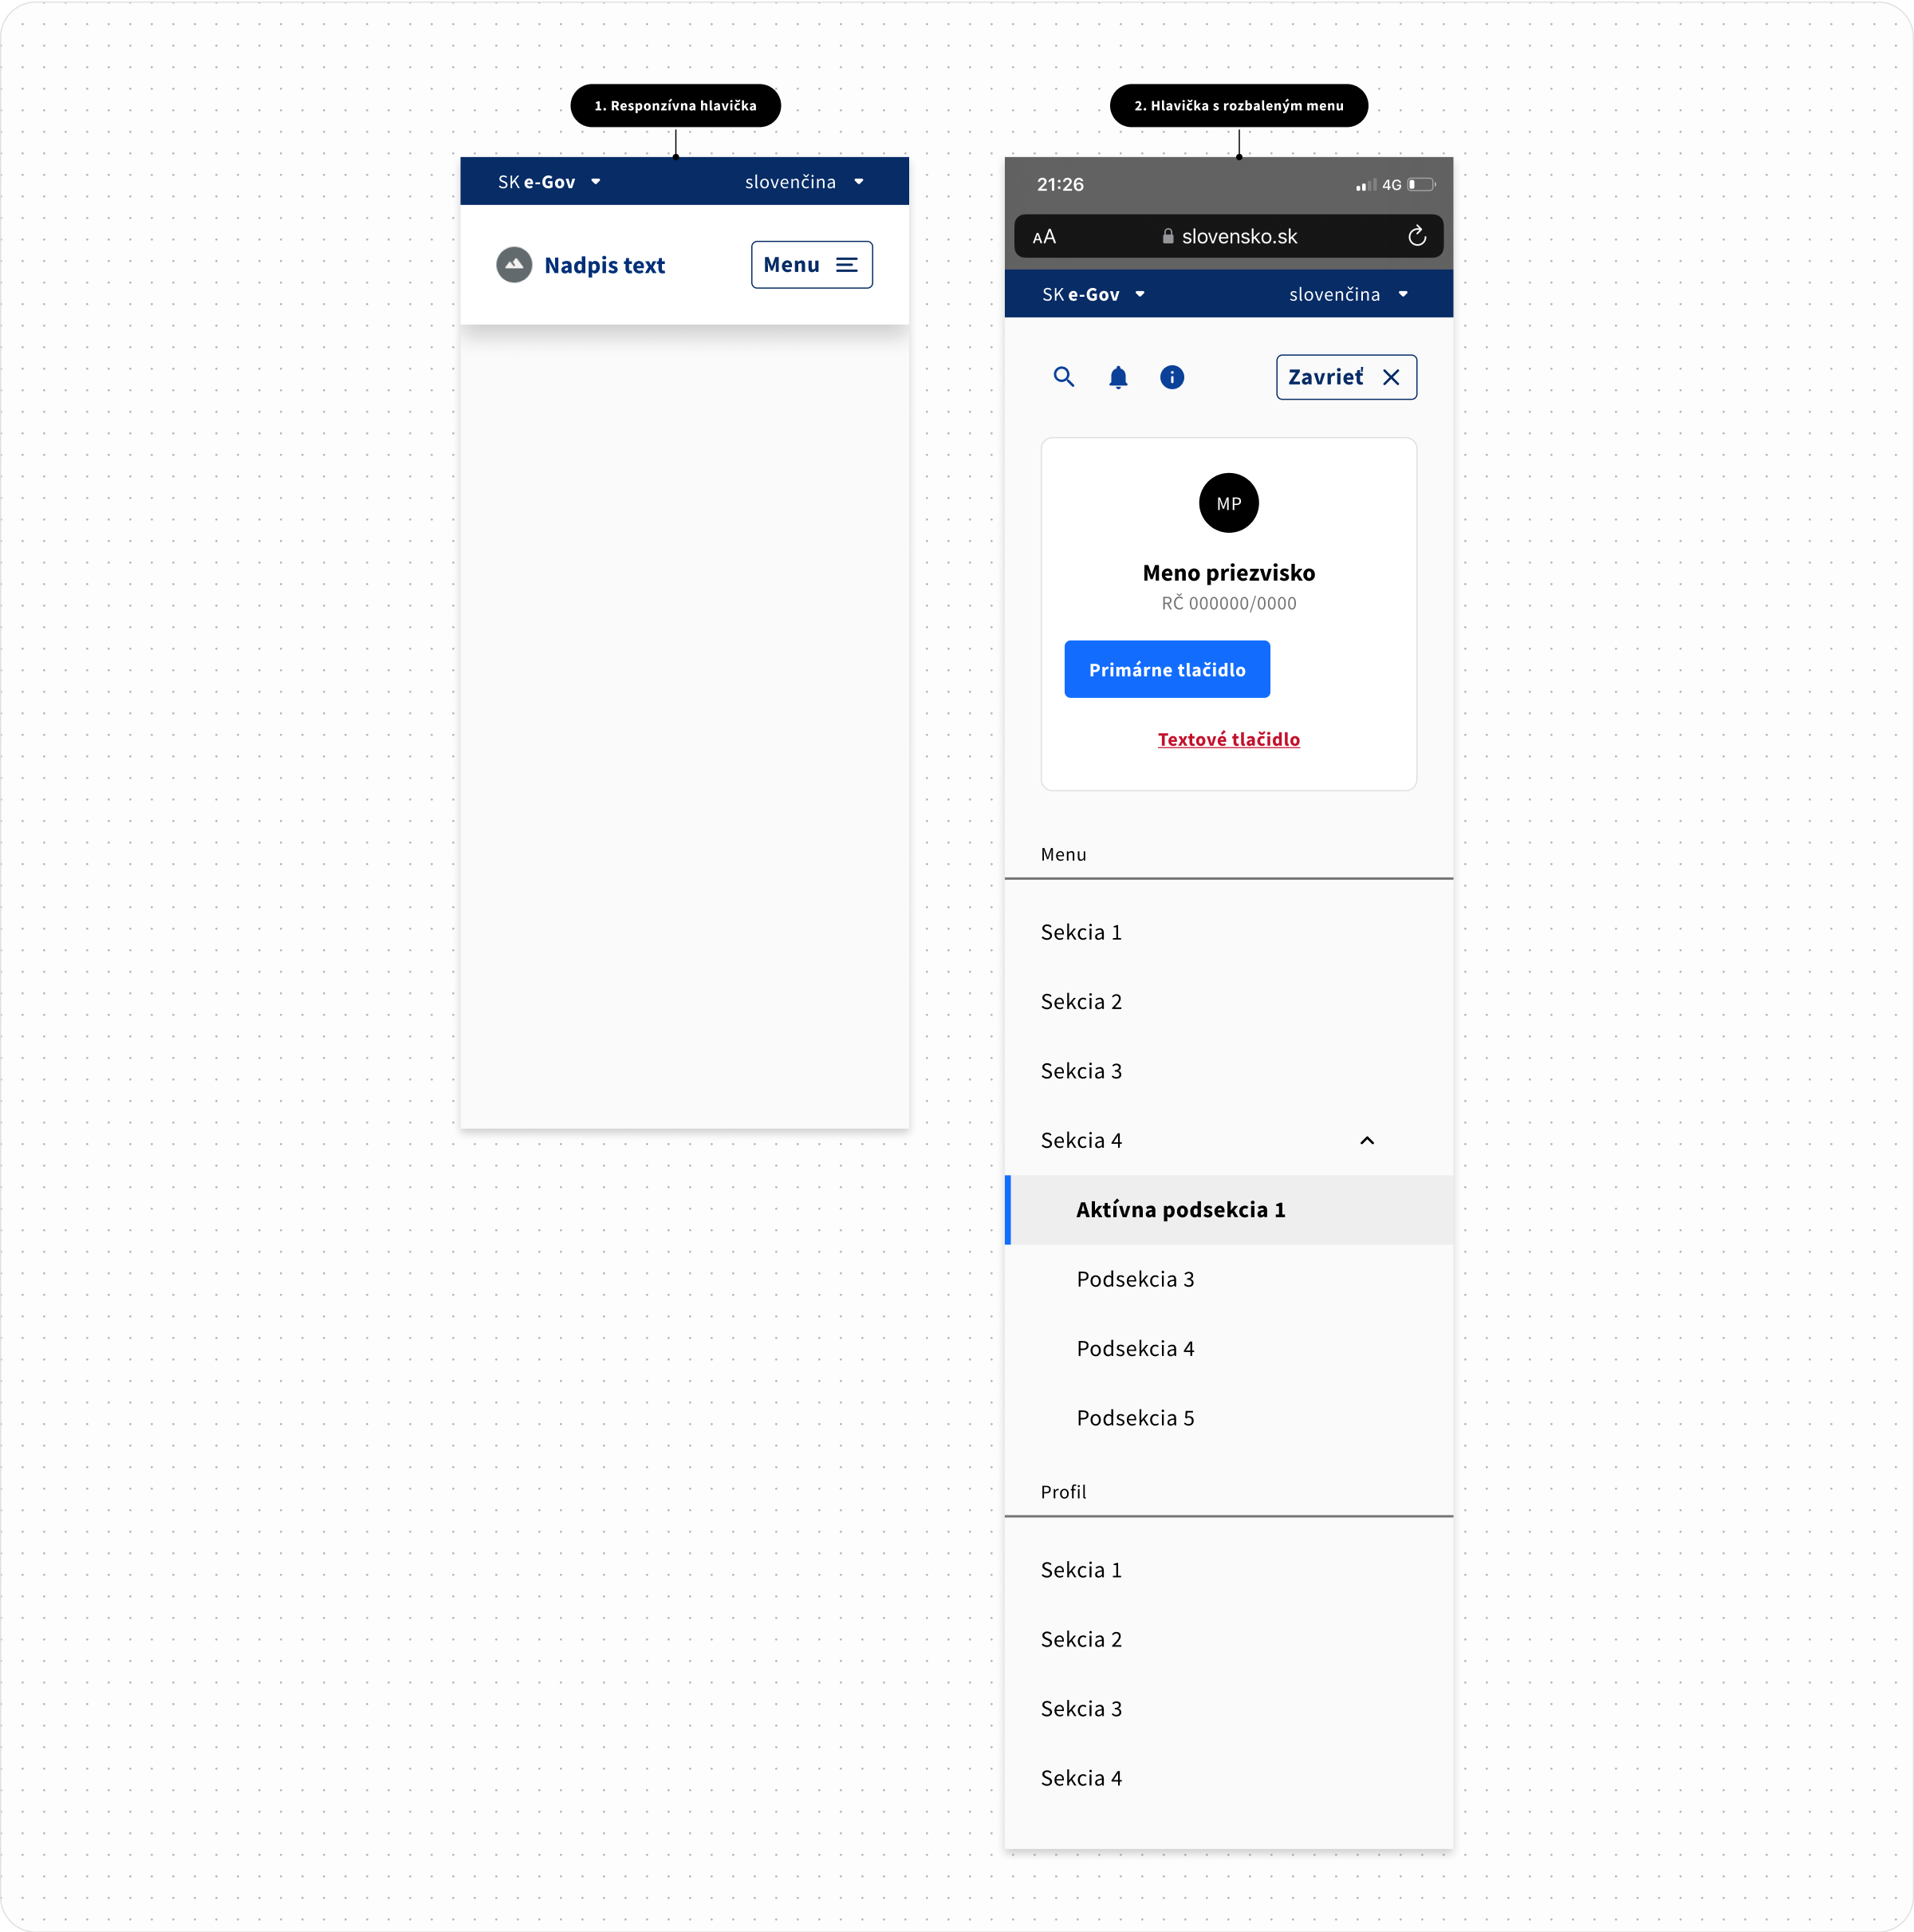 1. Responzívna hlavička
SK e-Gov
slovenčina
Nadpis text
Menu
2. Hlavička s rozbaleným menu
21:26
4G
AA
slovensko.sk
SK e-Gov
slovenčina
Zavrieť
MP
Meno priezvisko
RČ 000000/0000
Primárne tlačidlo
Textové tlačidlo
Menu
Sekcia 1
Sekcia 2
Sekcia 3
Sekcia 4
Aktívna podsekcia 1
Podsekcia 3
Podsekcia 4
Podsekcia 5
Profil
Sekcia 1
Sekcia 2
Sekcia 3
Sekcia 4